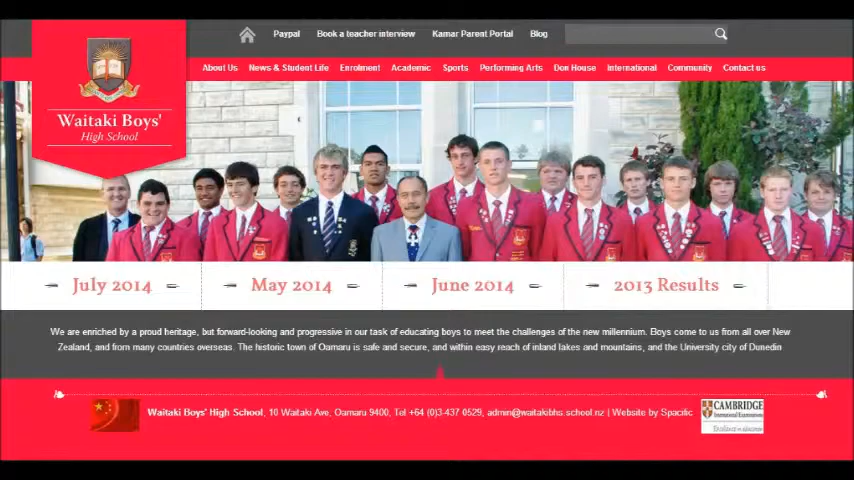 Paypal
Book a teacher interview
Kamar Parent Portal
Blog
About Us
News & Student Life
Enrolment
Academic
Sports
Performing Arts
Don House
International
Community
Contact us
Waitaki Boys'
High School
July 2014
May 2014
June 2014
2013 Results
We are enriched by a proud heritage, but forward-looking and progressive in our task of educating boys to meet the challenges of the new millennium. Boys come to us from all over New
Zealand, and from many countries overseas. The historic town of Oamaru is safe and secure, and within easy reach of inland lakes and mountains, and the University city of Dunedin
Waitaki Boys' High School, 10 Waitaki Ave, Oamaru 9400, Tel +64 (0)3-437 0529, admin@waitakibhs.school.nz | Website by Spacific
CAMBRIDGE
International Examinations